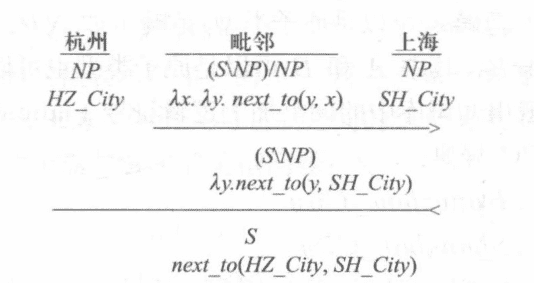 杭州 毗邻 上海
NP (S\NP)/NP NP
HZ_City λx. λy. next_to(y, x) SH_City
>
(S\NP)
λy.next_to(y, SH_City)
<
S
next_to(HZ_City, SH_City)